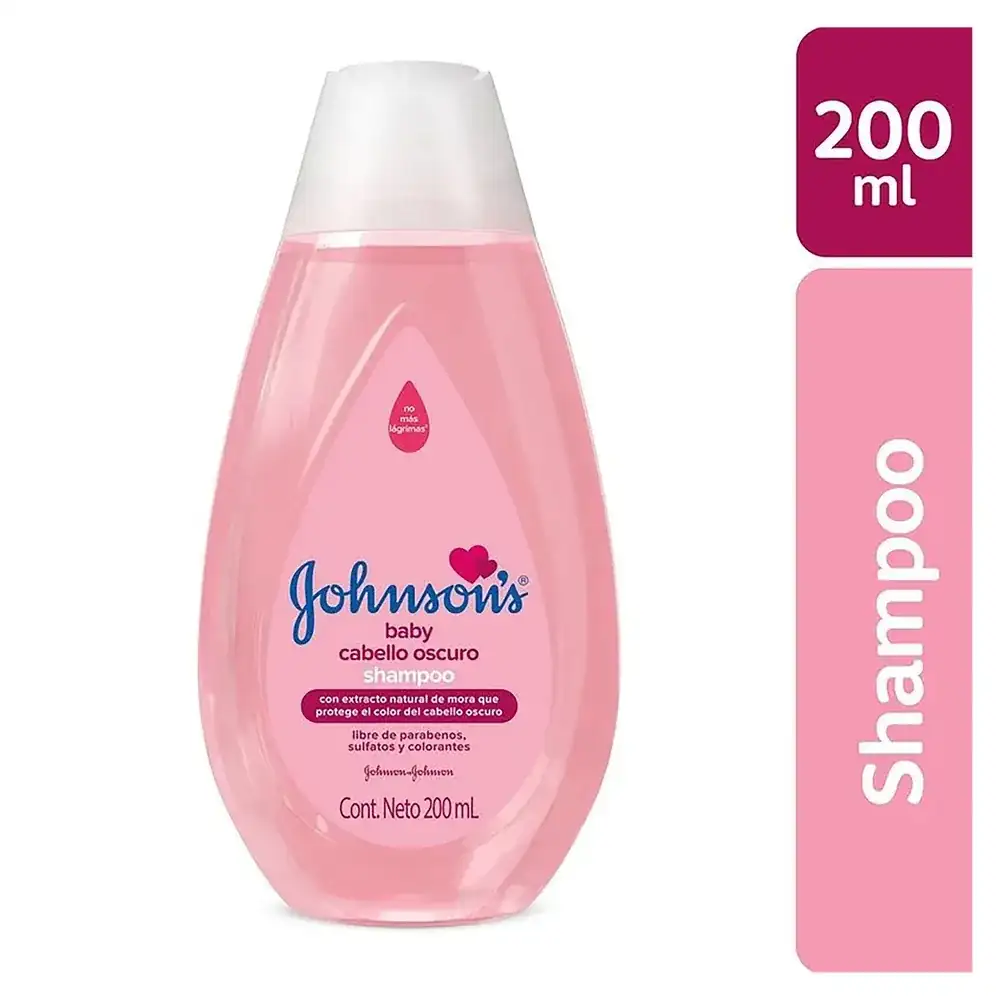 no
más
lágrimas*
Johnson's®
baby
cabello oscuro
shampoo
con extracto natural de mora que
protege el color del cabello oscuro
libre de parabenos,
sulfatos y colorantes
Johnson & Johnson
Cont. Neto 200 mL
200
ml
Shampoo